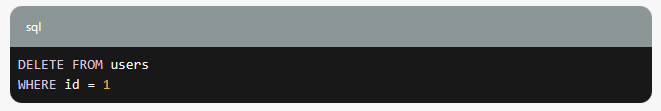 sql
DELETE FROM users
WHERE id = 1